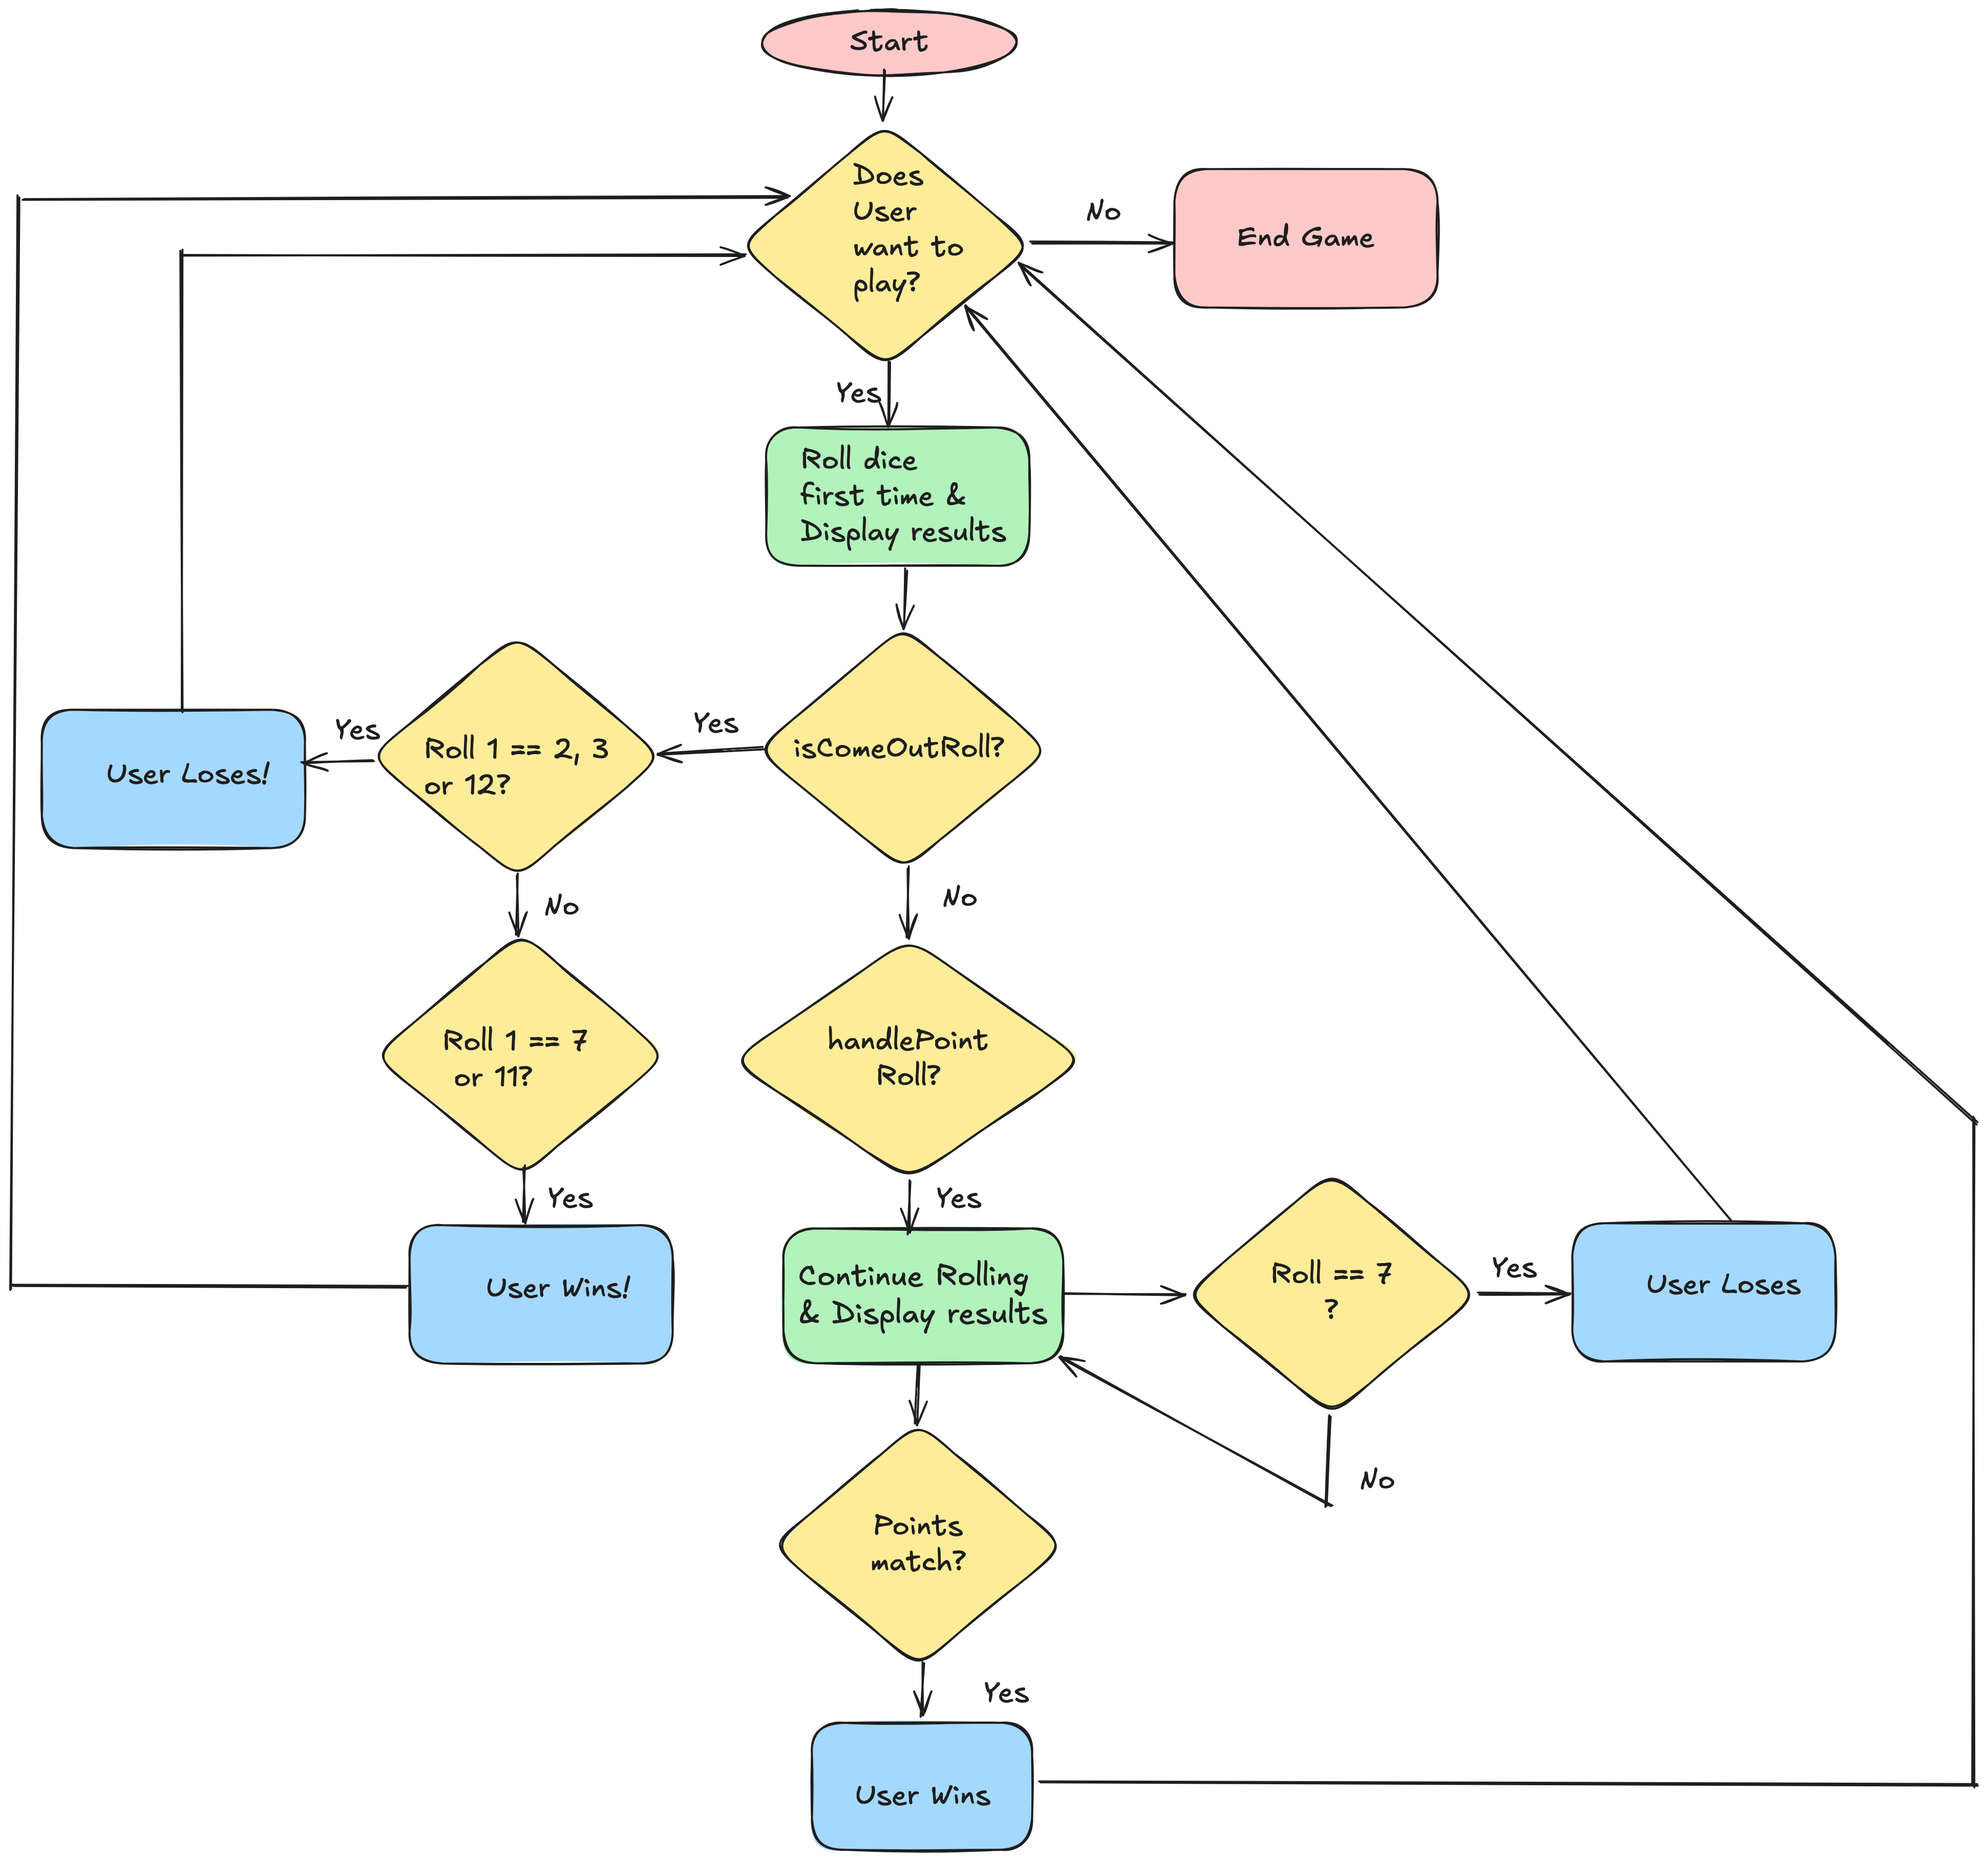 Start
Does
User
want to
play?
No
End Game
Yes
Roll dice
first time &
Display results
isComeOutRoll?
Yes
Roll 1 == 2, 3
or 12?
Yes
User Loses!
No
No
Roll 1 == 7
or 11?
handlePoint
Roll?
Yes
Yes
User Wins!
Continue Rolling
& Display results
Roll == 7
?
Yes
User Loses
No
Points
match?
Yes
User Wins